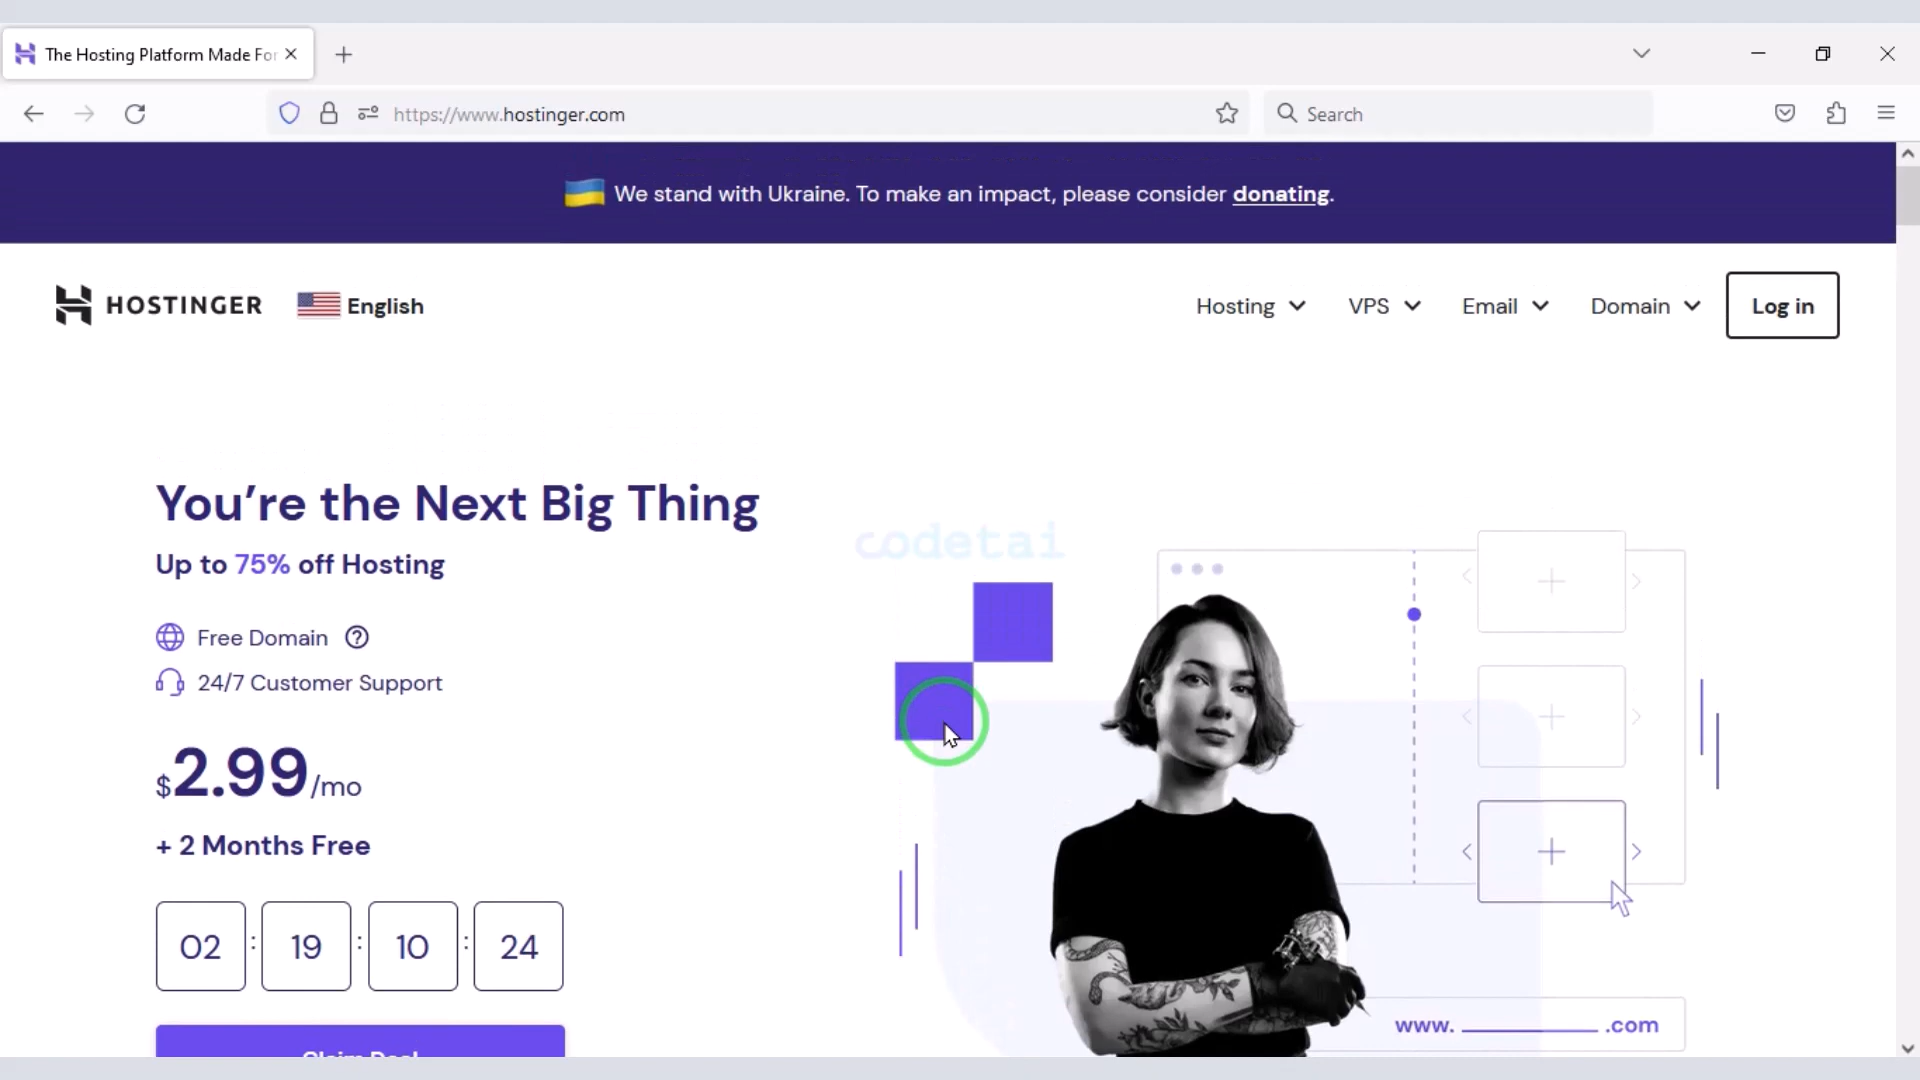 The Hosting Platform Made For
https://www.hostinger.com
Search
We stand with Ukraine. To make an impact, please consider donating.
HOSTINGER
English
Hosting
VPS
Email
Domain
Log in
You’re the Next Big Thing
Up to 75% off Hosting
Free Domain
24/7 Customer Support
$2.99/mo
+ 2 Months Free
02 : 19 : 10 : 24
Claim Deal
codetai
www. .com